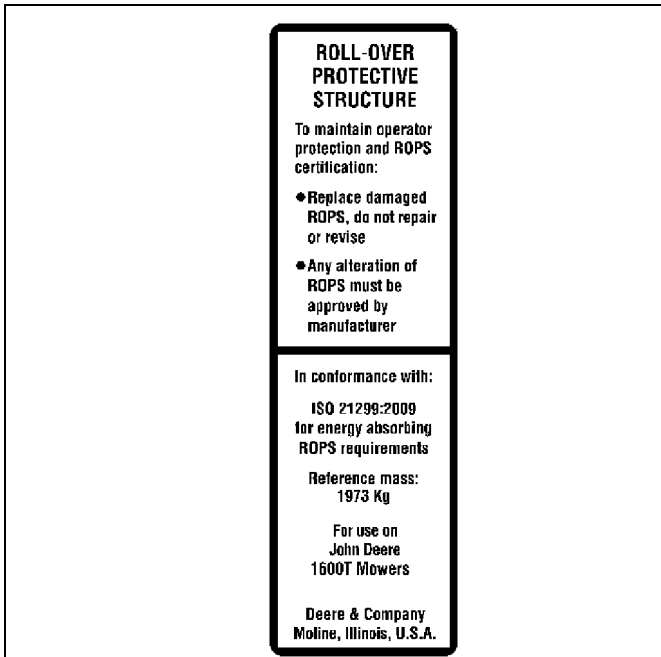 ROLL-OVER
PROTECTIVE
STRUCTURE
To maintain operator
protection and ROPS
certification:
● Replace damaged
ROPS, do not repair
or revise
● Any alteration of
ROPS must be
approved by
manufacturer
In conformance with:
ISO 21299:2009
for energy absorbing
ROPS requirements
Reference mass:
1973 Kg
For use on
John Deere
1600T Mowers
Deere & Company
Moline, Illinois, U.S.A.